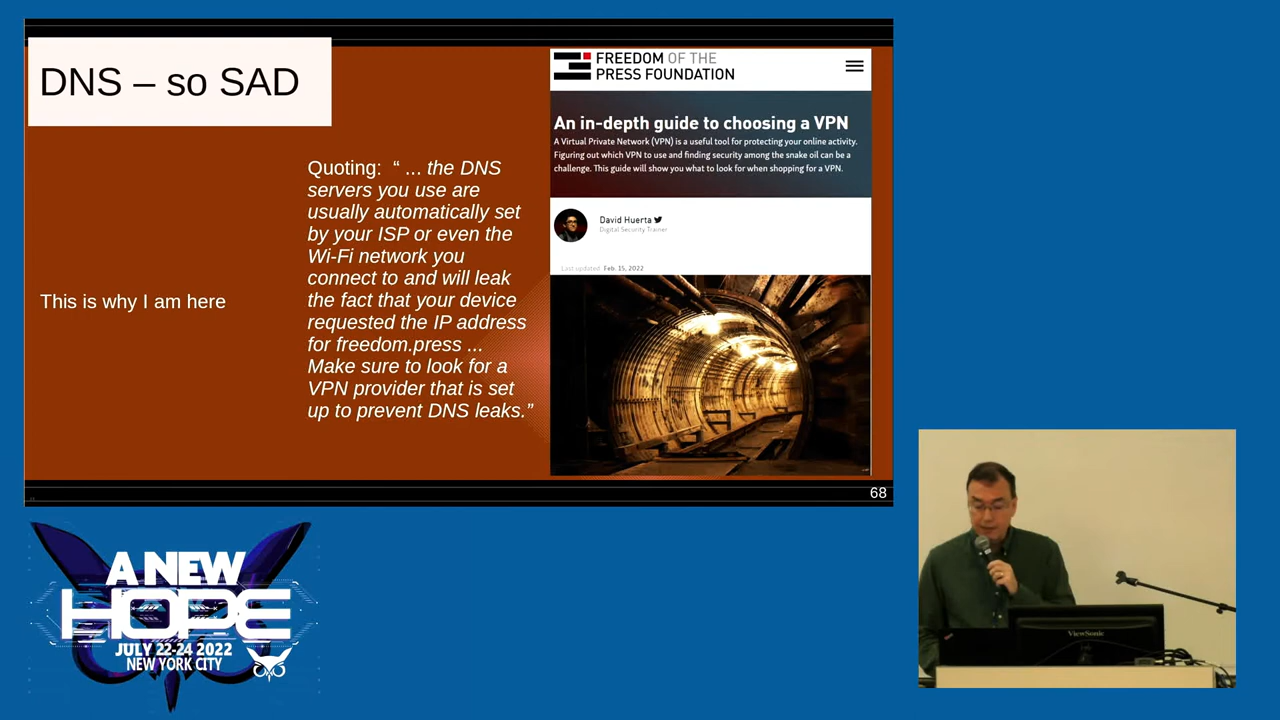 DNS – so SAD
This is why I am here
Quoting: “ ... the DNS
servers you use are
usually automatically set
by your ISP or even the
Wi-Fi network you
connect to and will leak
the fact that your device
requested the IP address
for freedom.press ...
Make sure to look for a
VPN provider that is set
up to prevent DNS leaks.”
FREEDOM OF THE
PRESS FOUNDATION
An in-depth guide to choosing a VPN
A Virtual Private Network (VPN) is a useful tool for protecting your online activity.
Figuring out which VPN to use and finding security among the snake oil can be a
challenge. This guide will show you what to look for when shopping for a VPN.
David Huerta
Digital Security Trainer
Last updated: Feb. 15, 2022
68
A NEW
HOPE
JULY 22-24 2022
NEW YORK CITY
ViewSonic